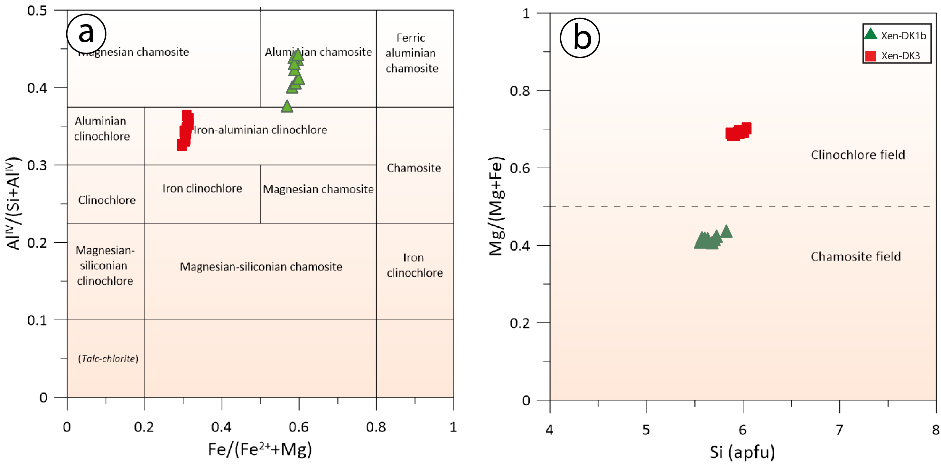 a
0.5
0.4
0.3
0.2
0.1
0
Magnesian chamosite
Aluminian chamosite
Ferric
aluminian
chamosite
Aluminian
clinochlore
Iron-aluminian clinochlore
Chamosite
Clinochlore
Iron clinochlore
Magnesian chamosite
Magnesian-
siliconian
clinochlore
Magnesian-siliconian chamosite
Iron
clinochlore
(Talc-chlorite)
0
0.2
0.4
0.6
0.8
1
Fe/(Fe²⁺+Mg)
Alᴵⱽ/(Si+Alᴵⱽ)
b
Xen-DK1b
Xen-DK3
1
0.8
0.6
0.4
0.2
0
Clinochlore field
Chamosite field
4
5
6
7
8
Si (apfu)
Mg/(Mg+Fe)